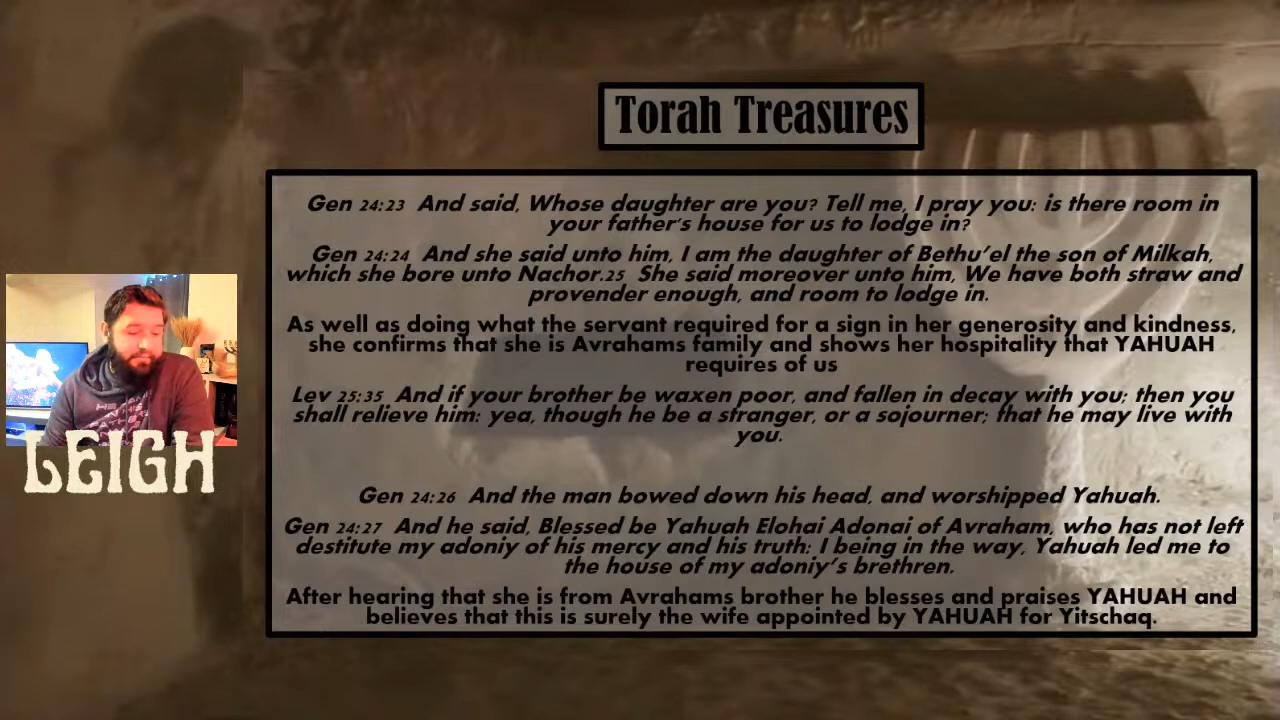 Torah Treasures
Gen 24:23 And said, Whose daughter are you? Tell me, I pray you: is there room in
your father's house for us to lodge in?
Gen 24:24 And she said unto him, I am the daughter of Bethu'el the son of Milkah,
which she bore unto Nachor.25 She said moreover unto him, We have both straw and
provender enough, and room to lodge in.
As well as doing what the servant required for a sign in her generosity and kindness,
she confirms that she is Avrahams family and shows her hospitality that YAHUAH
requires of us
Lev 25:35 And if your brother be waxen poor, and fallen in decay with you; then you
shall relieve him: yea, though he be a stranger, or a sojourner; that he may live with
you.
Gen 24:26 And the man bowed down his head, and worshipped Yahuah.
Gen 24:27 And he said, Blessed be Yahuah Elohai Adonai of Avraham, who has not left
destitute my adoniy of his mercy and his truth: I being in the way, Yahuah led me to
the house of my adoniy's brethren.
After hearing that she is from Avrahams brother he blesses and praises YAHUAH and
believes that this is surely the wife appointed by YAHUAH for Yitschaq.
LEIGH